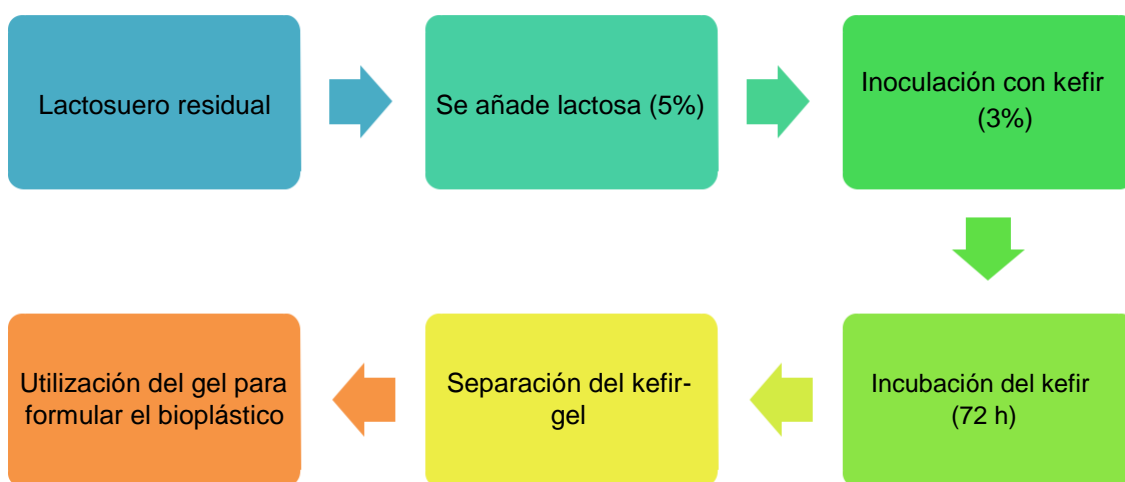 Lactosuero residual
Se añade lactosa (5%)
Inoculación con kefir
(3%)
Incubación del kefir
(72 h)
Separación del kefir-
gel
Utilización del gel para
formular el bioplástico